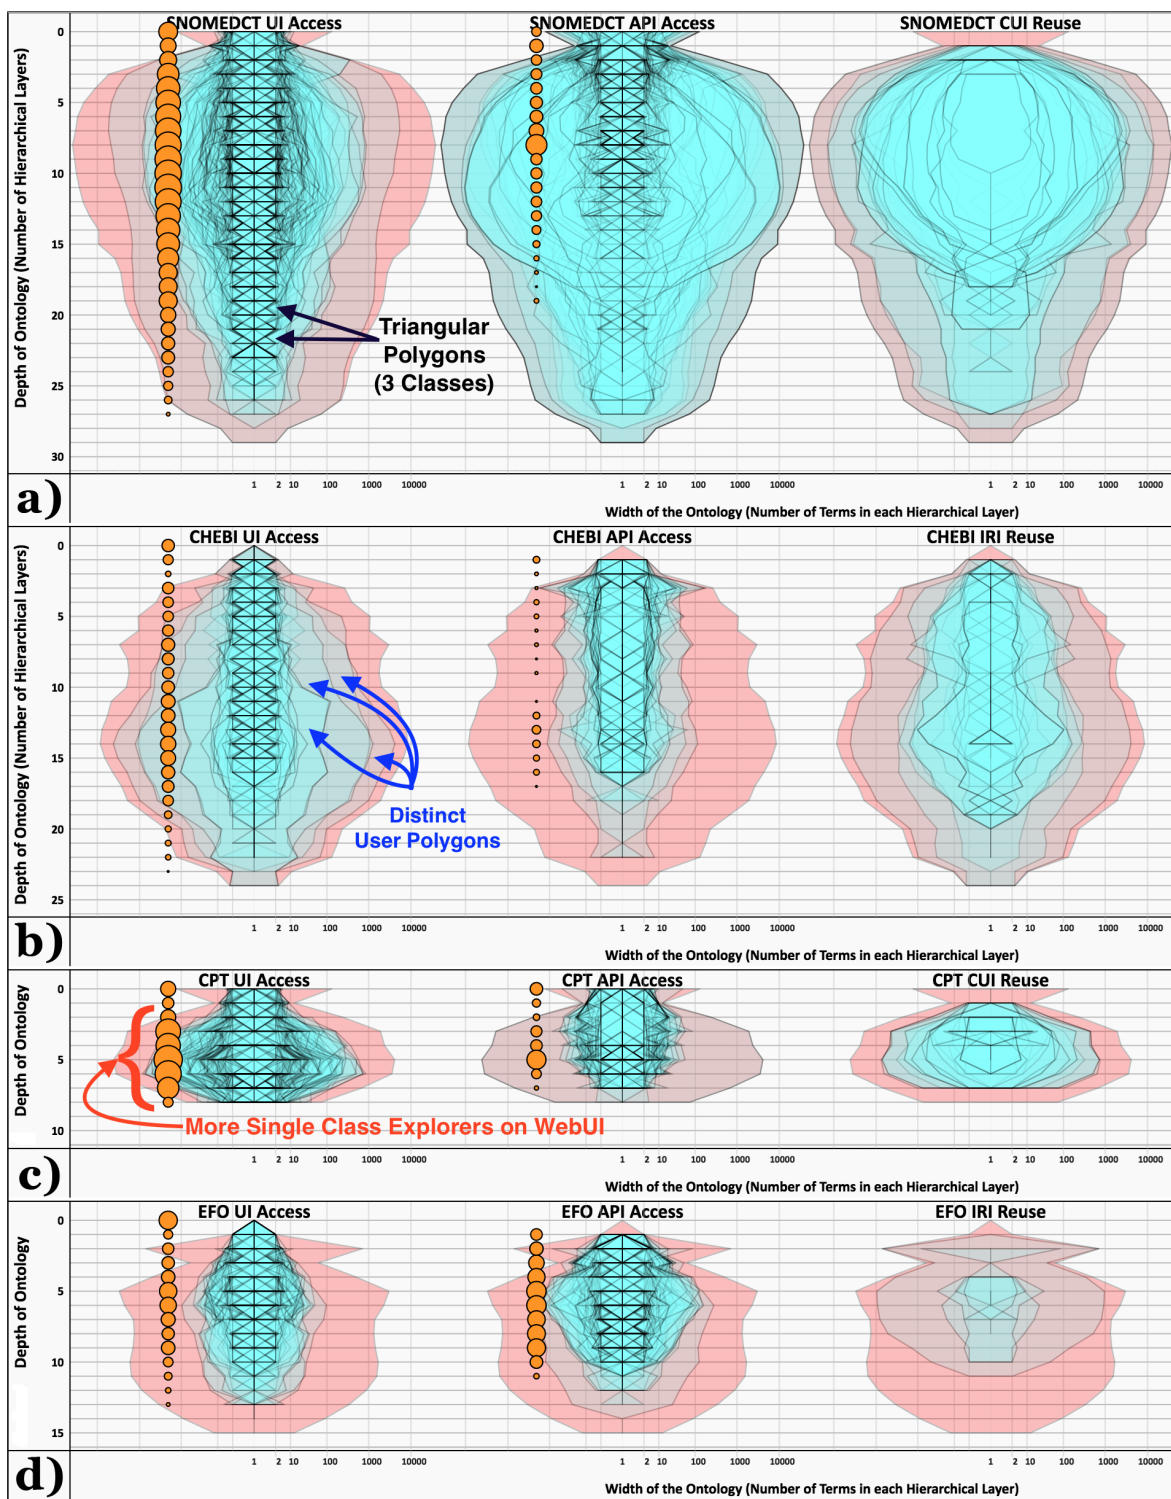 SNOMEDCT UI Access
SNOMEDCT API Access
SNOMEDCT CUI Reuse
Depth of Ontology (Number of Hierarchical Layers)
0
5
10
15
20
25
30
Triangular
Polygons
(3 Classes)
a)
1 2 10 100 1000 10000
1 2 10 100 1000 10000
1 2 10 100 1000 10000
Width of the Ontology (Number of Terms in each Hierarchical Layer)
CHEBI UI Access
CHEBI API Access
CHEBI IRI Reuse
Depth of Ontology (Number of Hierarchical Layers)
0
5
10
15
20
25
Distinct
User Polygons
b)
1 2 10 100 1000 10000
1 2 10 100 1000 10000
1 2 10 100 1000 10000
Width of the Ontology (Number of Terms in each Hierarchical Layer)
CPT UI Access
CPT API Access
CPT CUI Reuse
Depth of Ontology
0
5
10
More Single Class Explorers on WebUI
c)
1 2 10 100 1000 10000
1 2 10 100 1000 10000
1 2 10 100 1000 10000
Width of the Ontology (Number of Terms in each Hierarchical Layer)
EFO UI Access
EFO API Access
EFO IRI Reuse
Depth of Ontology
0
5
10
15
d)
1 2 10 100 1000 10000
1 2 10 100 1000 10000
1 2 10 100 1000 10000
Width of the Ontology (Number of Terms in each Hierarchical Layer)